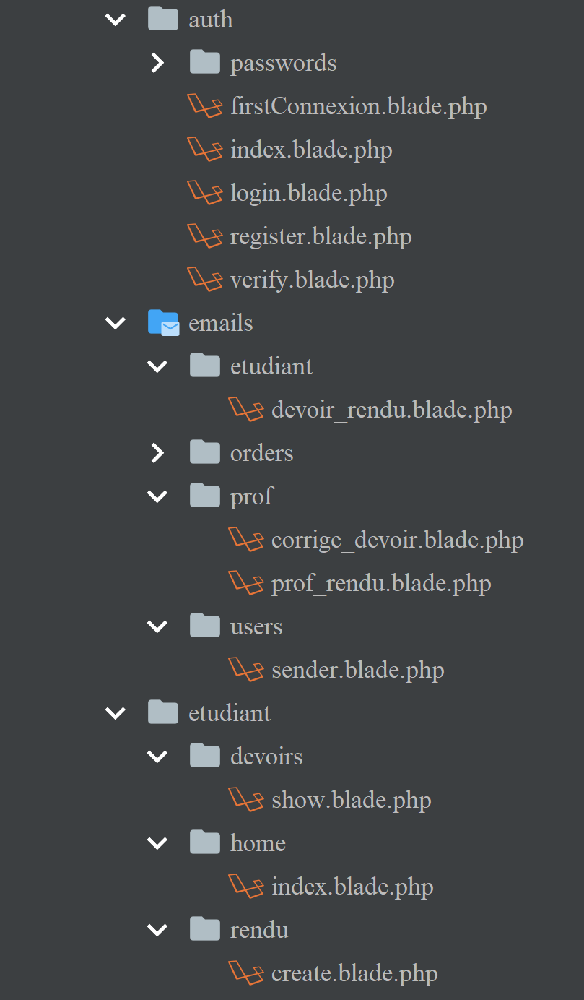 auth
passwords
firstConnexion.blade.php
index.blade.php
login.blade.php
register.blade.php
verify.blade.php
emails
etudiant
devoir_rendu.blade.php
orders
prof
corrige_devoir.blade.php
prof_rendu.blade.php
users
sender.blade.php
etudiant
devoirs
show.blade.php
home
index.blade.php
rendu
create.blade.php